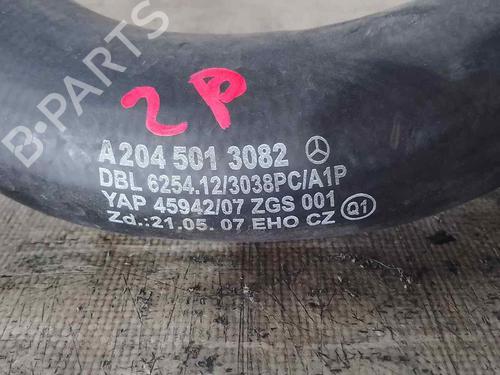 B-PARTS
2P
A 204 501 3082
DBL 6254.12/3038PC/A1P
YAP 45942/07 ZGS 001
Zd.:21.05. 07 EHO CZ Q1